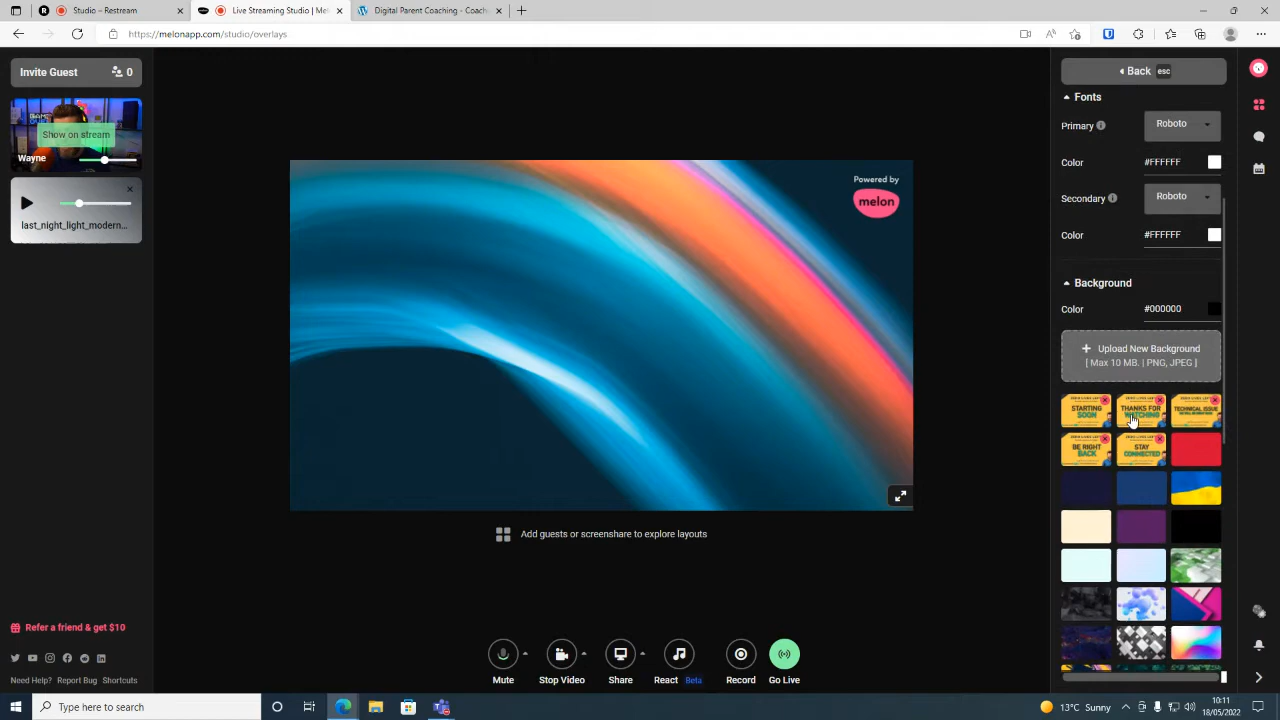 Studio – Restream
Live Streaming Studio | Me
Digital Parent Coaching - Coach
https://melonapp.com/studio/overlays
Invite Guest
0
Back
esc
Show on stream
Wayne
last_night_light_modern...
Fonts
Primary
Roboto
Color
#FFFFFF
Secondary
Roboto
Color
#FFFFFF
Background
Color
#000000
+ Upload New Background
[ Max 10 MB. | PNG, JPEG ]
STARTING
SOON
THANKS FOR
WATCHING
TECHNICAL ISSUE
BE RIGHT
BACK
STAY
CONNECTED
Powered by
melon
Add guests or screenshare to explore layouts
Refer a friend & get $10
Need Help?
Report Bug
Shortcuts
Mute
Stop Video
Share
React
Beta
Record
Go Live
Type here to search
13°C Sunny
10:11
18/05/2022